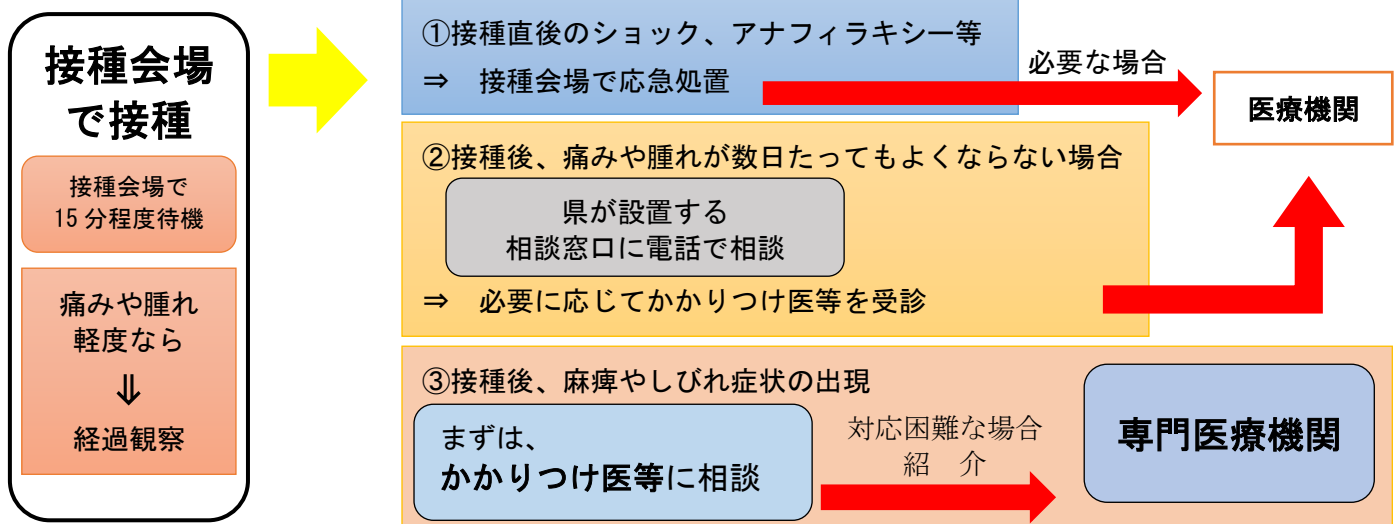 接種会場
で接種
接種会場で
15分程度待機
痛みや腫れ
軽度なら
⇓
経過観察
①接種直後のショック、アナフィラキシー等
⇒　接種会場で応急処置
必要な場合
医療機関
②接種後、痛みや腫れが数日たってもよくならない場合
県が設置する
相談窓口に電話で相談
⇒　必要に応じてかかりつけ医等を受診
③接種後、麻痺やしびれ症状の出現
まずは、
かかりつけ医等に相談
対応困難な場合
紹　介
専門医療機関